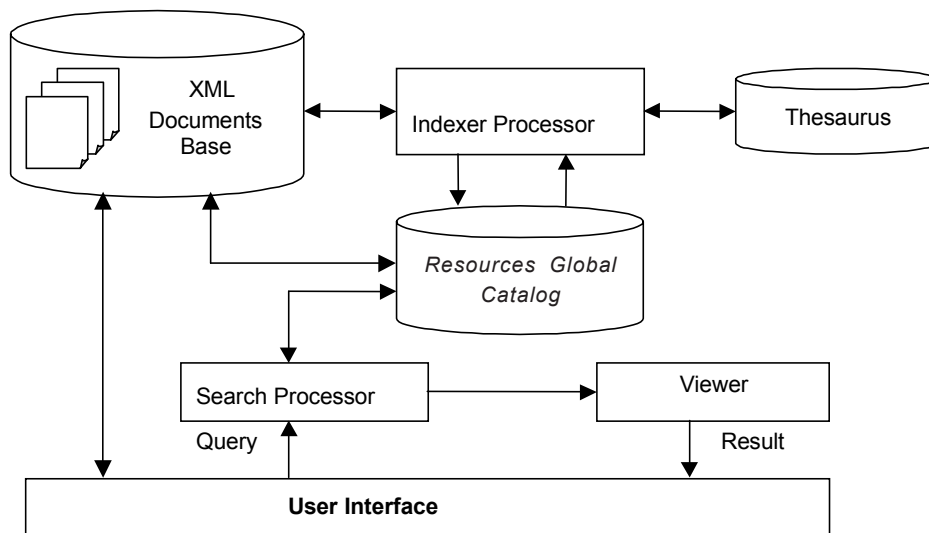 XML
Documents
Base
Indexer Processor
Thesaurus
Resources Global
Catalog
Search Processor
Viewer
Query
Result
User Interface